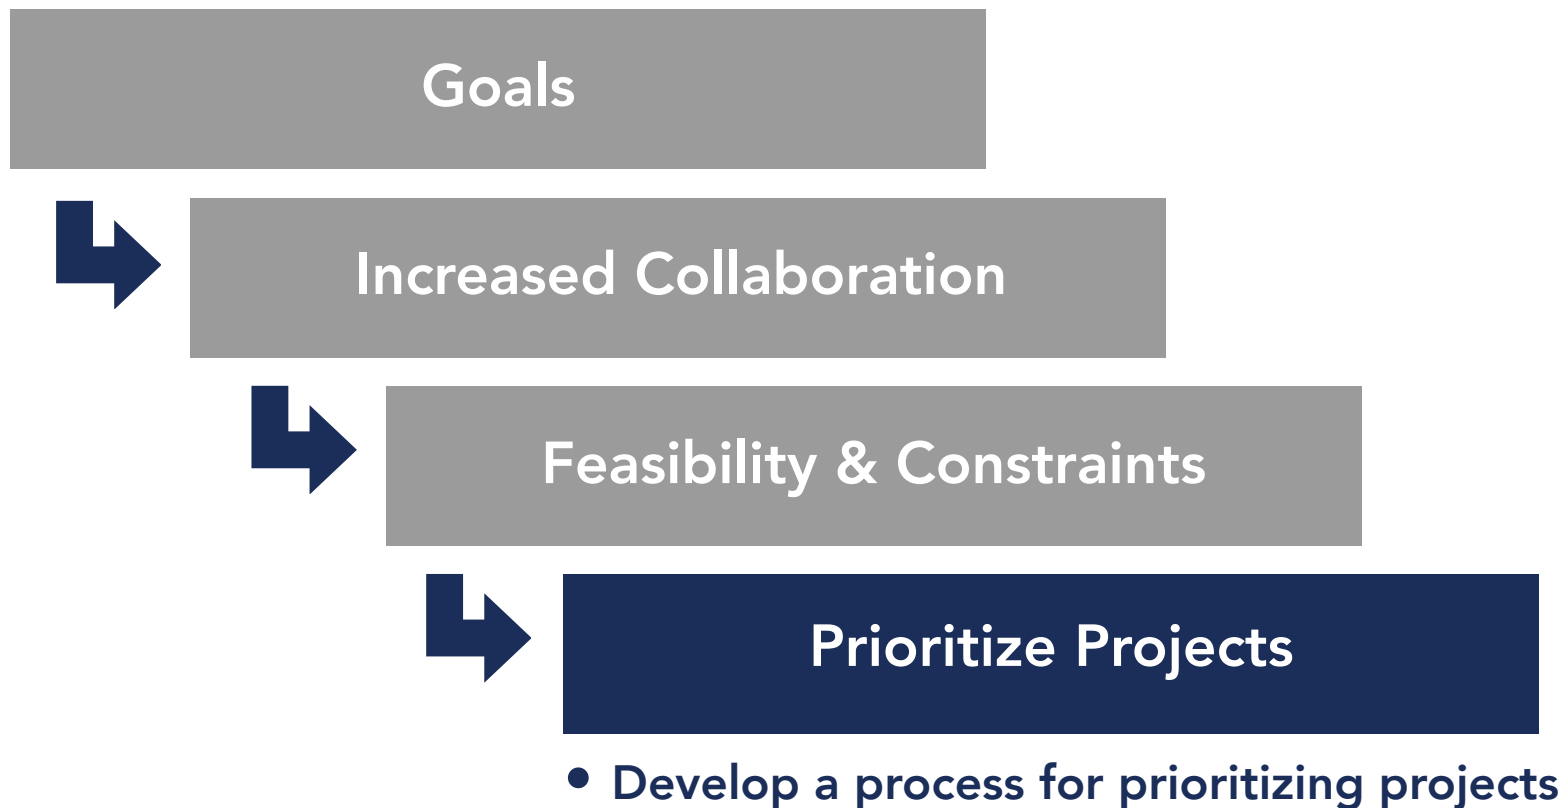 Goals
Increased Collaboration
Feasibility & Constraints
Prioritize Projects
• Develop a process for prioritizing projects